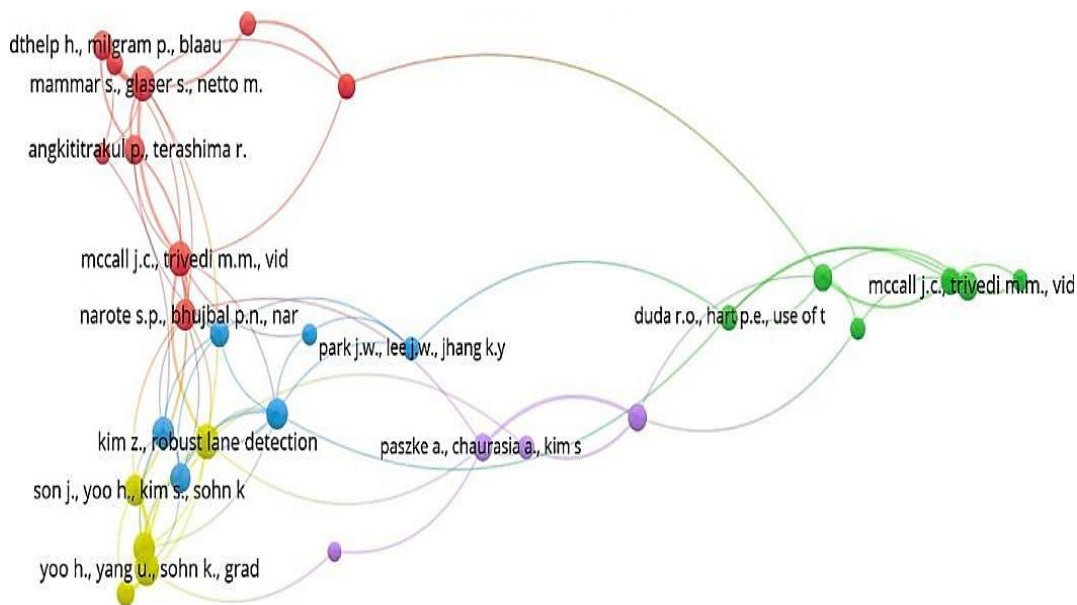 dthelp h., milgram p., blaau
mammar s., glaser s., netto m.
angkititrakul p., terashima r.
mccall j.c., trivedi m.m., vid
mccall j.c., trivedi m.m., vid
narote s.p., bhujbal p.n., nar
duda r.o., hart p.e., use of t
park j.w., lee j.w., jhang k.y
kim z., robust lane detection
paszke a., chaurasia a., kim s
son j., yoo h., kim s., sohn k
yoo h., yang u., sohn k., grad